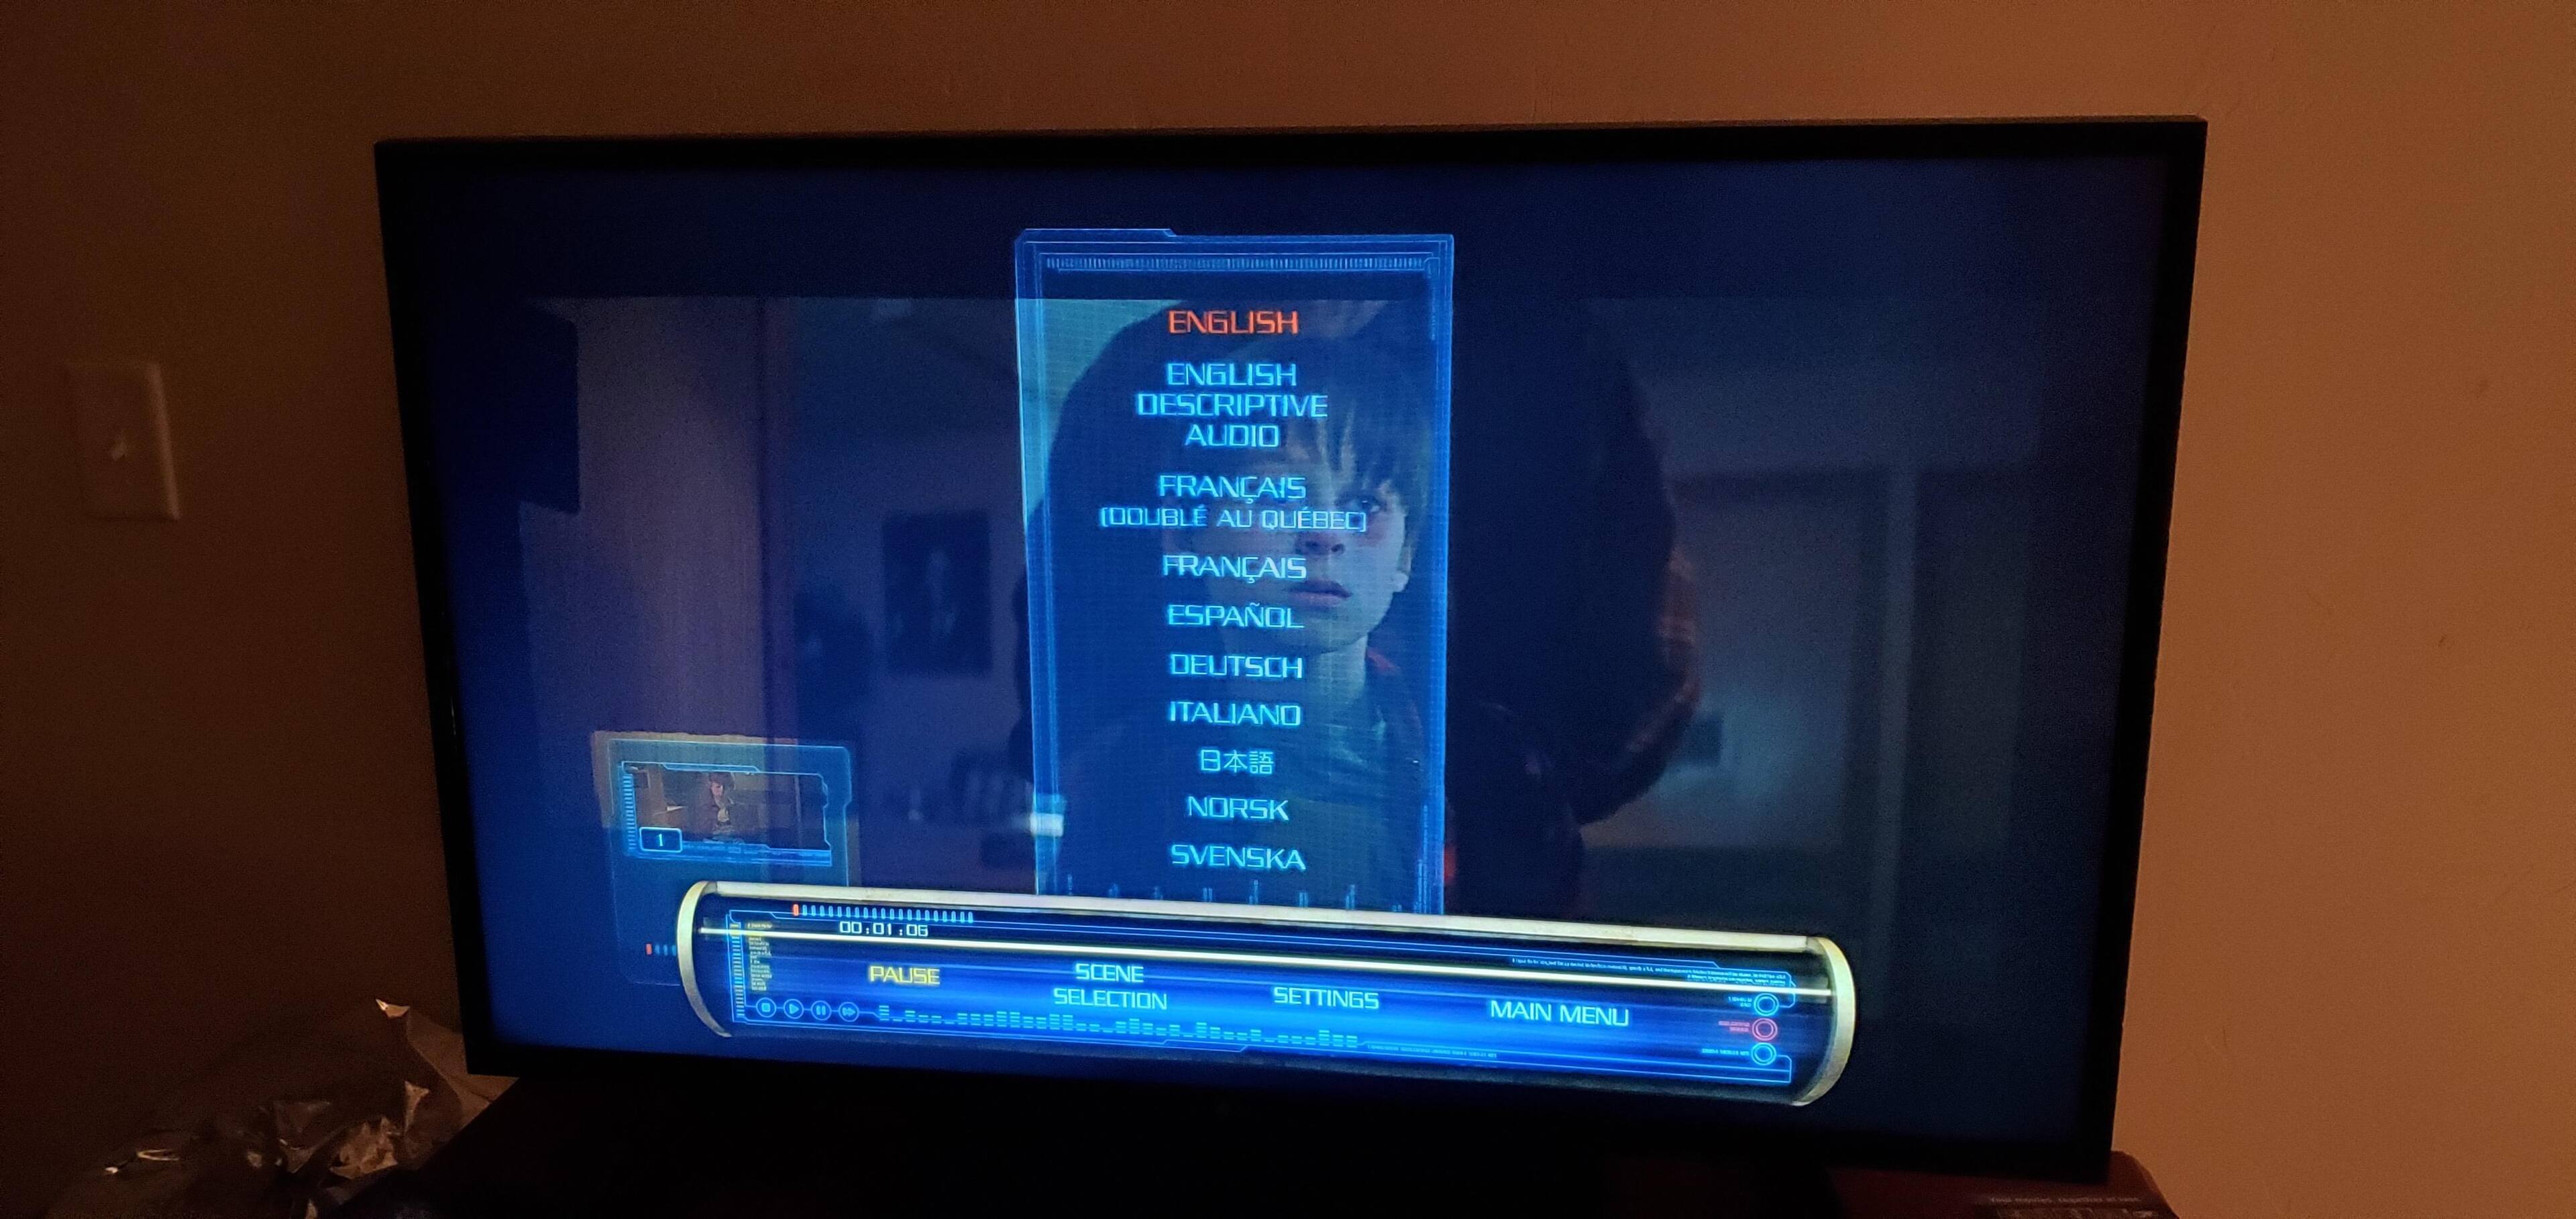 ENGLISH
ENGLISH
DESCRIPTIVE
AUDIO
FRANÇAIS
(DOUBLÉ AU QUÉBEC)
FRANÇAIS
ESPAÑOL
DEUTSCH
ITALIANO
日本語
NORSK
SVENSKA
1
00:01:06
PAUSE
SCENE
SELECTION
SETTINGS
MAIN MENU